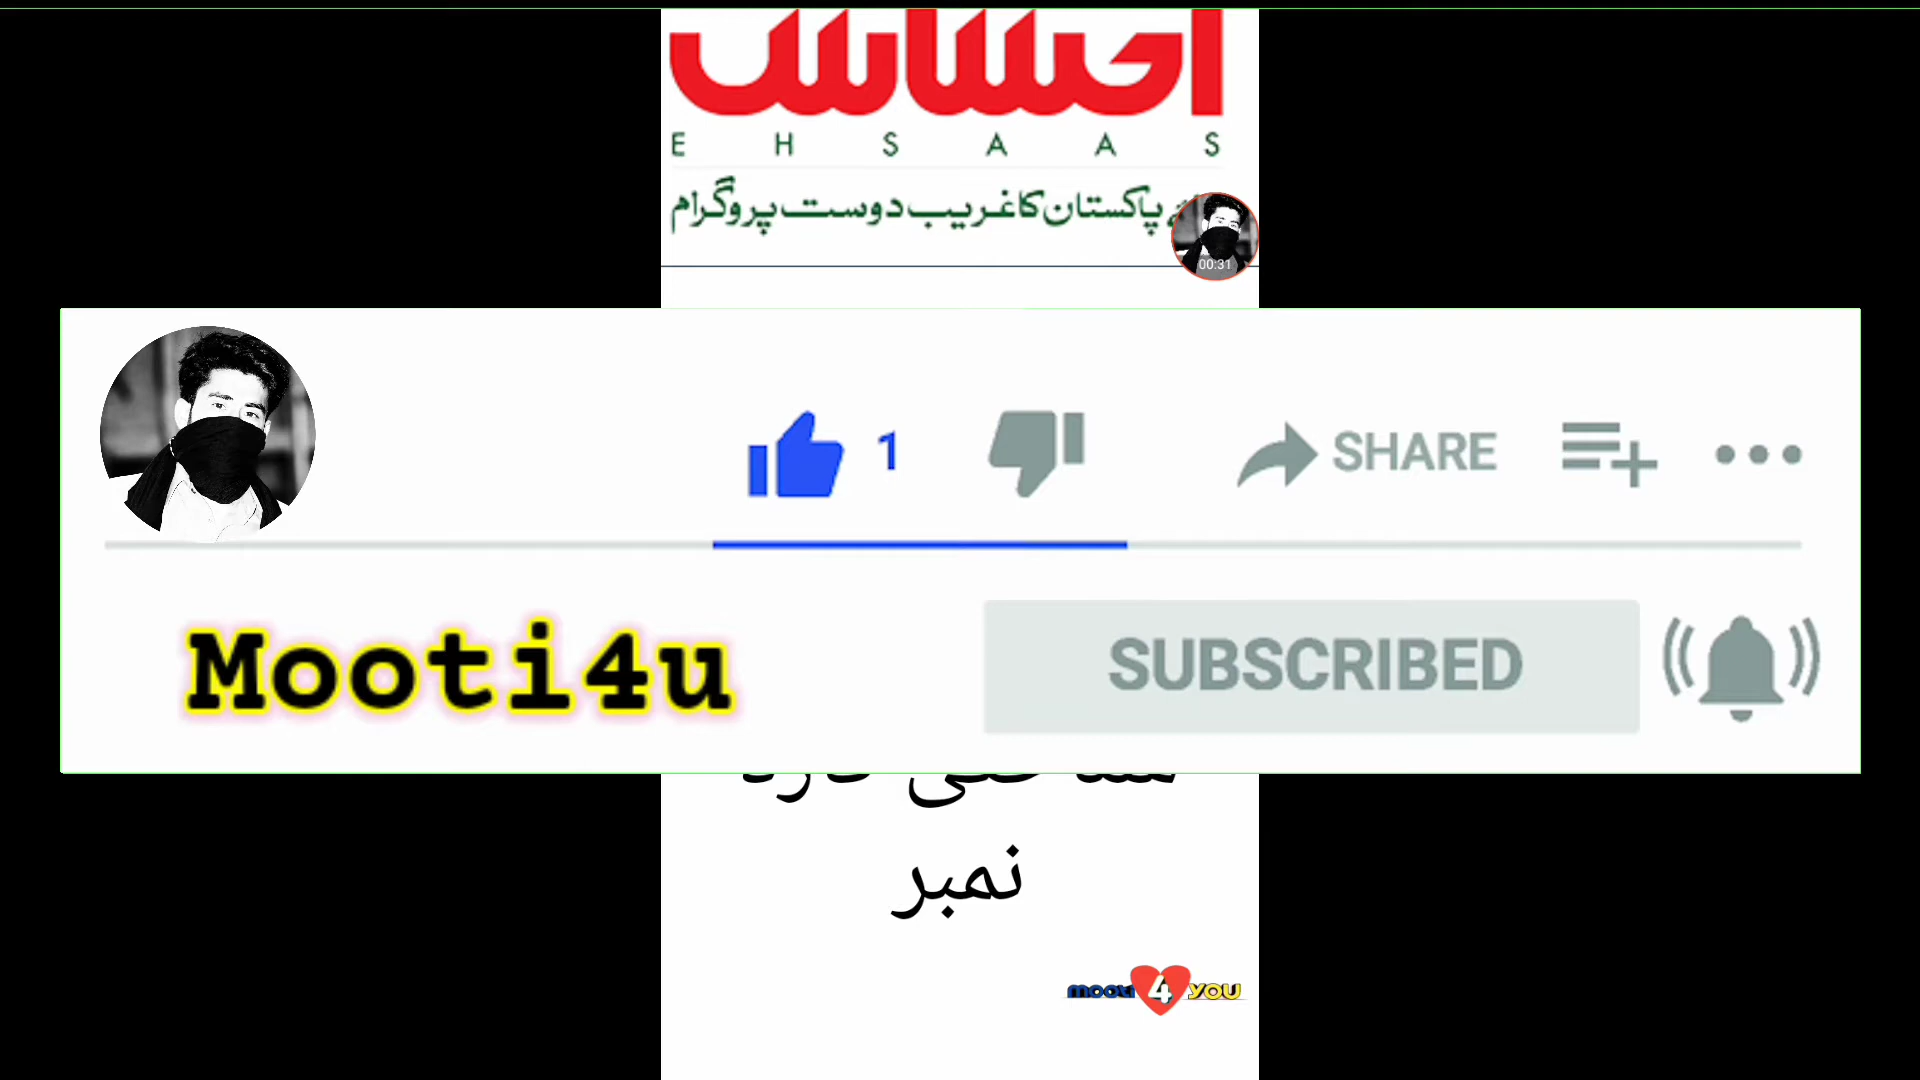 احساس
E H S A A S
پاکستان کا غریب دوست پروگرام
00:31
1 SHARE
Mooti4u
SUBSCRIBED
نمبر
mooti 4 you